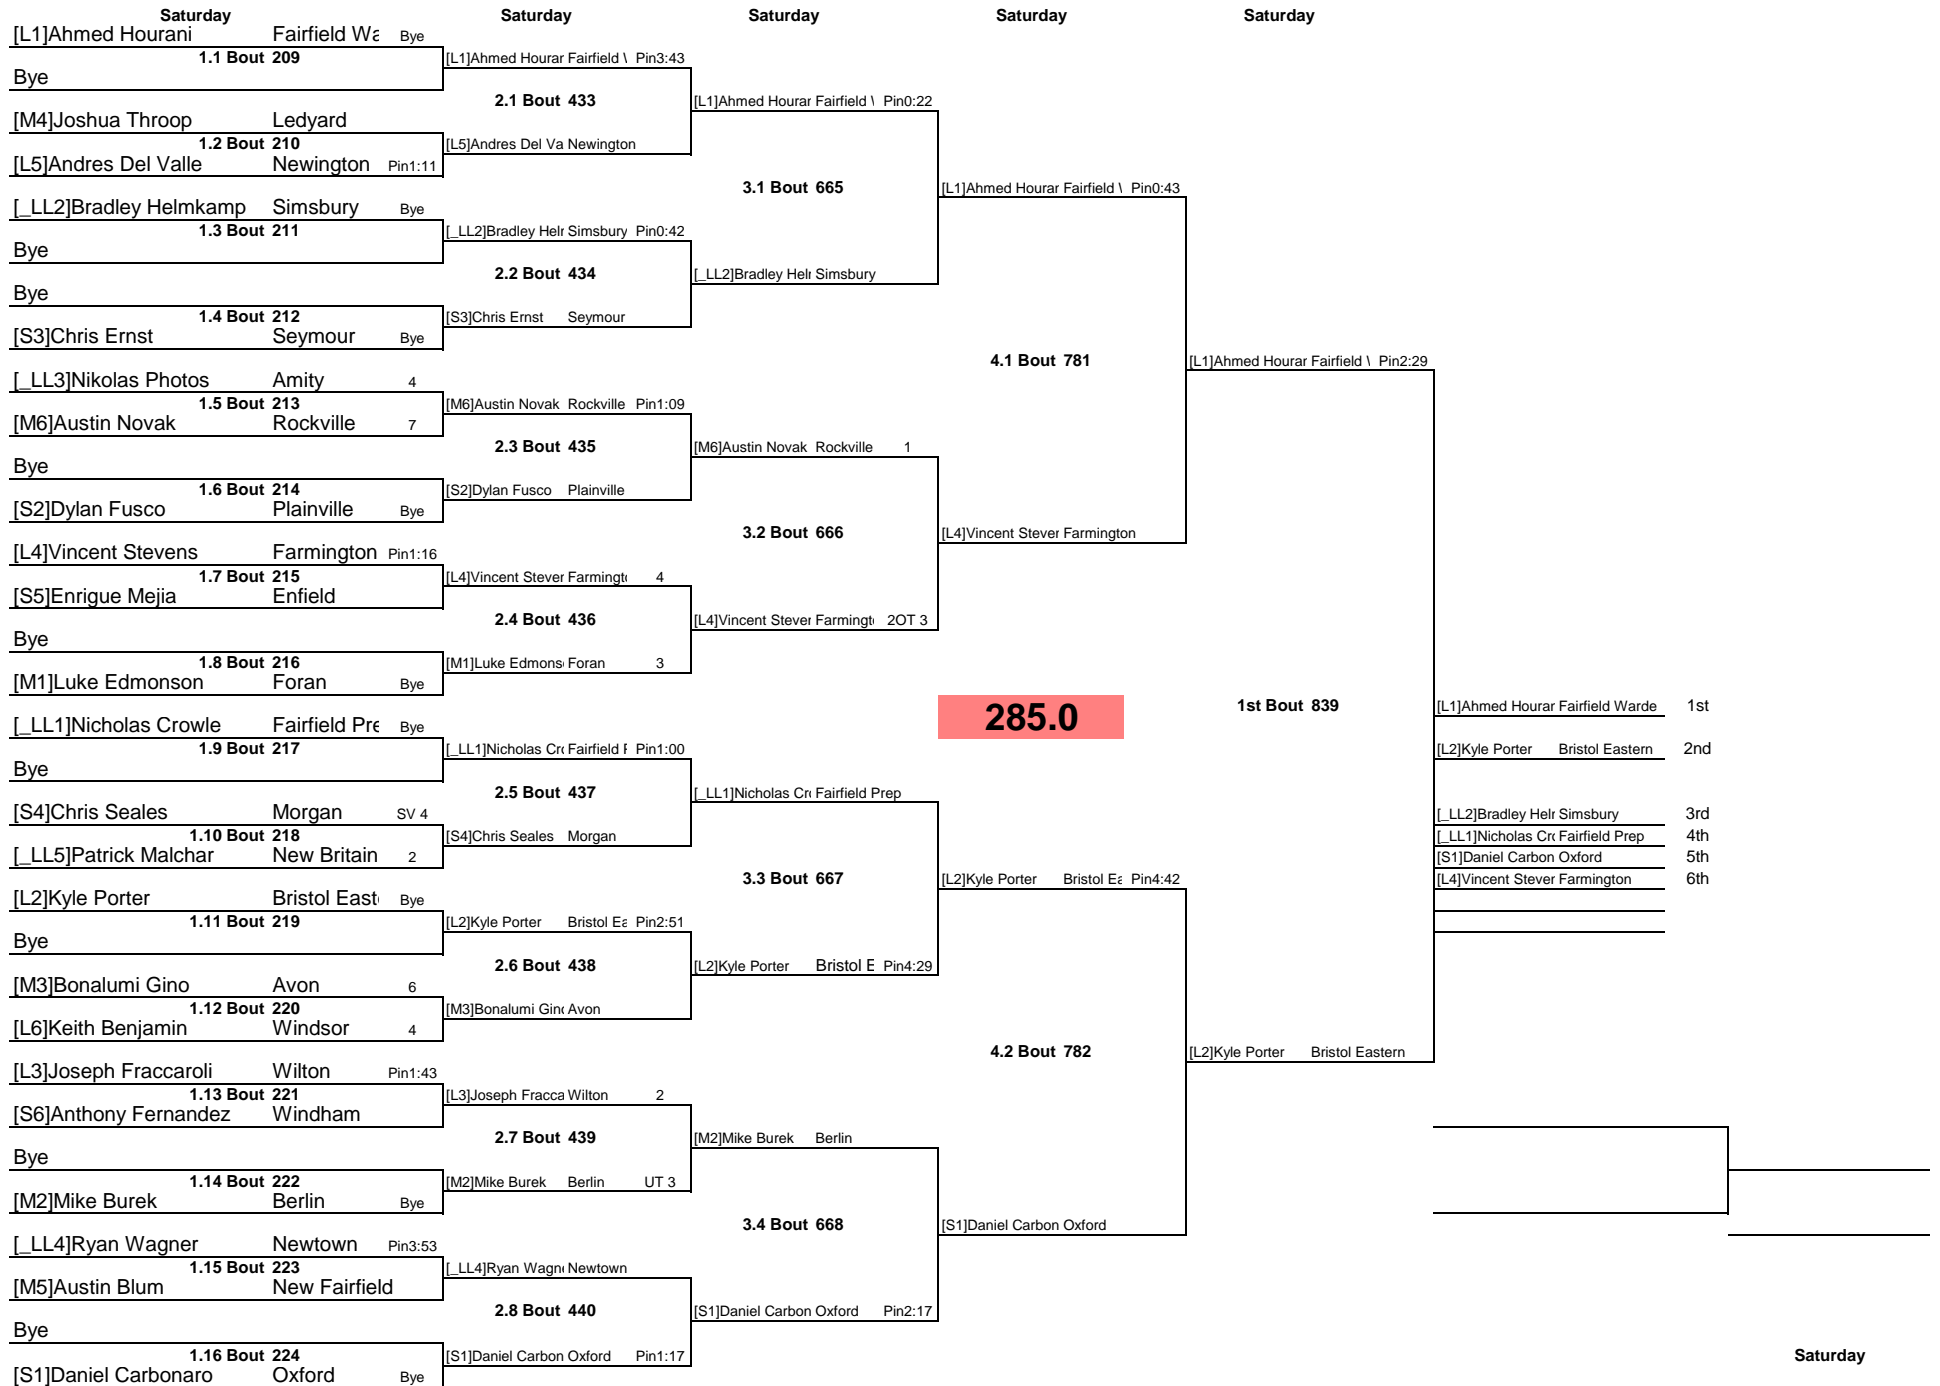 Saturday Saturday Saturday Saturday Saturday
[L1]Ahmed Hourani Fairfield Wa Bye
1.1 Bout 209
Bye
[M4]Joshua Throop Ledyard
1.2 Bout 210
[L5]Andres Del Valle Newington Pin1:11
[_LL2]Bradley Helmkamp Simsbury Bye
1.3 Bout 211
Bye
Bye
1.4 Bout 212
[S3]Chris Ernst Seymour Bye
[_LL3]Nikolas Photos Amity 4
1.5 Bout 213
[M6]Austin Novak Rockville 7
Bye
1.6 Bout 214
[S2]Dylan Fusco Plainville Bye
[L4]Vincent Stevens Farmington Pin1:16
1.7 Bout 215
[S5]Enrigue Mejia Enfield
Bye
1.8 Bout 216
[M1]Luke Edmonson Foran Bye
[_LL1]Nicholas Crowle Fairfield Pre Bye
1.9 Bout 217
Bye
[S4]Chris Seales Morgan SV 4
1.10 Bout 218
[_LL5]Patrick Malchar New Britain 2
[L2]Kyle Porter Bristol East Bye
1.11 Bout 219
Bye
[M3]Bonalumi Gino Avon 6
1.12 Bout 220
[L6]Keith Benjamin Windsor 4
[L3]Joseph Fraccaroli Wilton Pin1:43
1.13 Bout 221
[S6]Anthony Fernandez Windham
Bye
1.14 Bout 222
[M2]Mike Burek Berlin Bye
[_LL4]Ryan Wagner Newtown Pin3:53
1.15 Bout 223
[M5]Austin Blum New Fairfield
Bye
1.16 Bout 224
[S1]Daniel Carbonaro Oxford Bye
[L1]Ahmed Hourar Fairfield \ Pin3:43
2.1 Bout 433
[L5]Andres Del Va Newington
[_LL2]Bradley Helr Simsbury Pin0:42
2.2 Bout 434
[S3]Chris Ernst Seymour
[M6]Austin Novak Rockville Pin1:09
2.3 Bout 435
[S2]Dylan Fusco Plainville
[L4]Vincent Stever Farmingt 4
2.4 Bout 436
[M1]Luke Edmons Foran 3
[_LL1]Nicholas Cr Fairfield F Pin1:00
2.5 Bout 437
[S4]Chris Seales Morgan
[L2]Kyle Porter Bristol Ea Pin2:51
2.6 Bout 438
[M3]Bonalumi Gin Avon
[L3]Joseph Fracca Wilton 2
2.7 Bout 439
[M2]Mike Burek Berlin UT 3
[_LL4]Ryan Wagn Newtown
2.8 Bout 440
[S1]Daniel Carbon Oxford Pin1:17
[L1]Ahmed Hourar Fairfield \ Pin0:22
3.1 Bout 665
[_LL2]Bradley Helr Simsbury
[M6]Austin Novak Rockville 1
3.2 Bout 666
[L4]Vincent Stever Farmingt 2OT 3
[_LL1]Nicholas Cr Fairfield Prep
3.3 Bout 667
[L2]Kyle Porter Bristol E Pin4:29
[M2]Mike Burek Berlin
3.4 Bout 668
[S1]Daniel Carbon Oxford Pin2:17
[L1]Ahmed Hourar Fairfield \ Pin0:43
4.1 Bout 781
[L4]Vincent Stever Farmington
285.0
[L2]Kyle Porter Bristol Ea Pin4:42
4.2 Bout 782
[S1]Daniel Carbon Oxford
[L1]Ahmed Hourar Fairfield \ Pin2:29
1st Bout 839
[L2]Kyle Porter Bristol Eastern
[L1]Ahmed Hourar Fairfield Warde 1st
[L2]Kyle Porter Bristol Eastern 2nd
[_LL2]Bradley Helr Simsbury 3rd
[_LL1]Nicholas Cr Fairfield Prep 4th
[S1]Daniel Carbon Oxford 5th
[L4]Vincent Stever Farmington 6th
Saturday